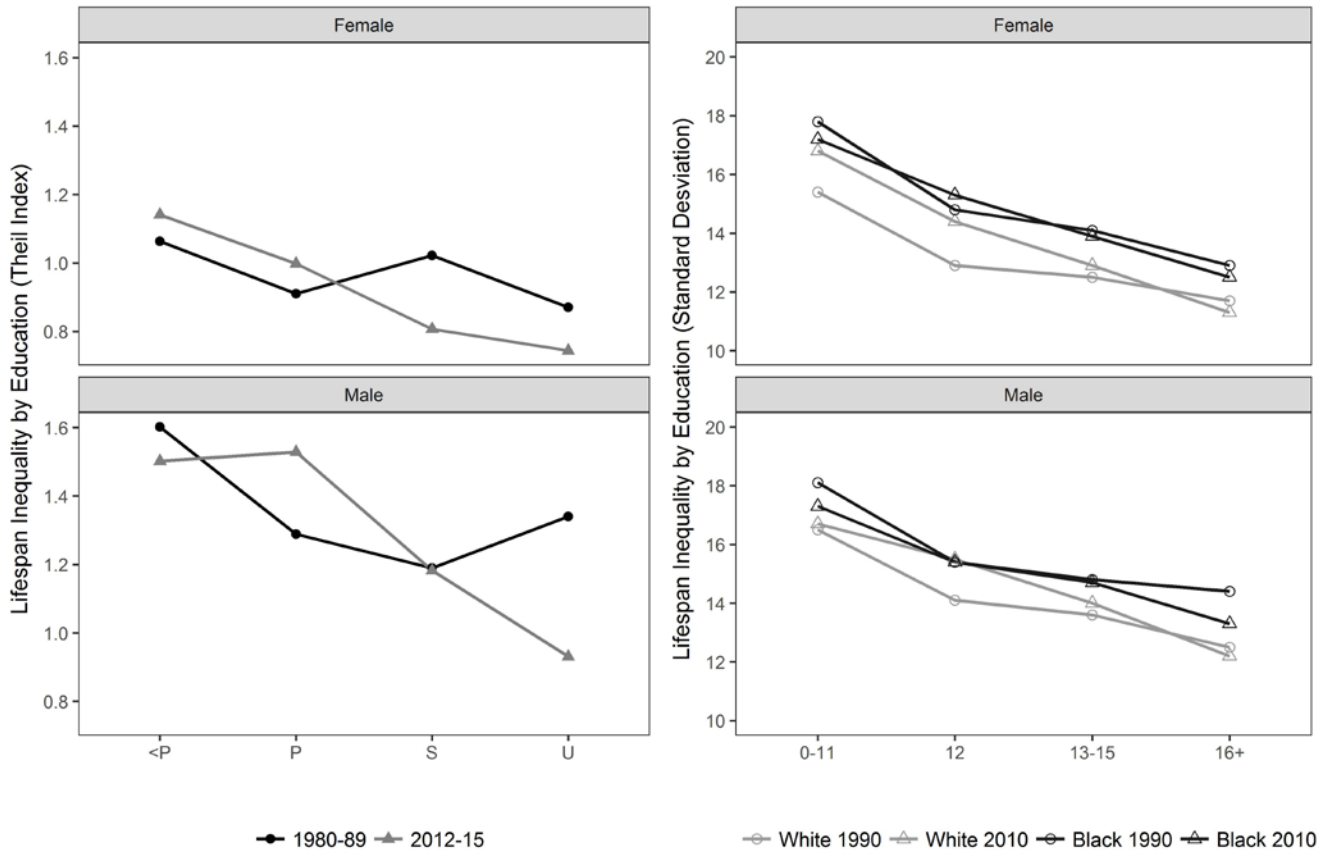 Female
Lifespan Inequality by Education (Theil Index)
1.6
1.4
1.2
1.0
0.8
Male
1.6
1.4
1.2
1.0
0.8
<P P S U
1980-89 2012-15
Female
Lifespan Inequality by Education (Standard Desviation)
20
18
16
14
12
10
Male
20
18
16
14
12
10
0-11 12 13-15 16+
White 1990 White 2010 Black 1990 Black 2010